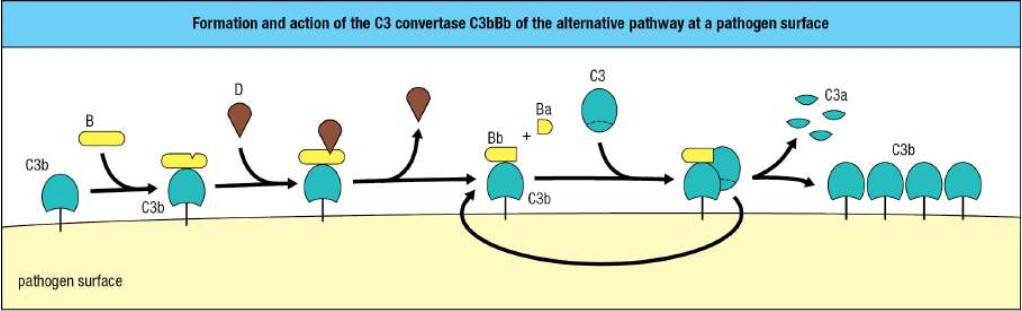 Formation and action of the C3 convertase C3bBb of the alternative pathway at a pathogen surface
C3b
B
C3b
D
Bb
+
Ba
C3b
C3
C3a
C3b
pathogen surface